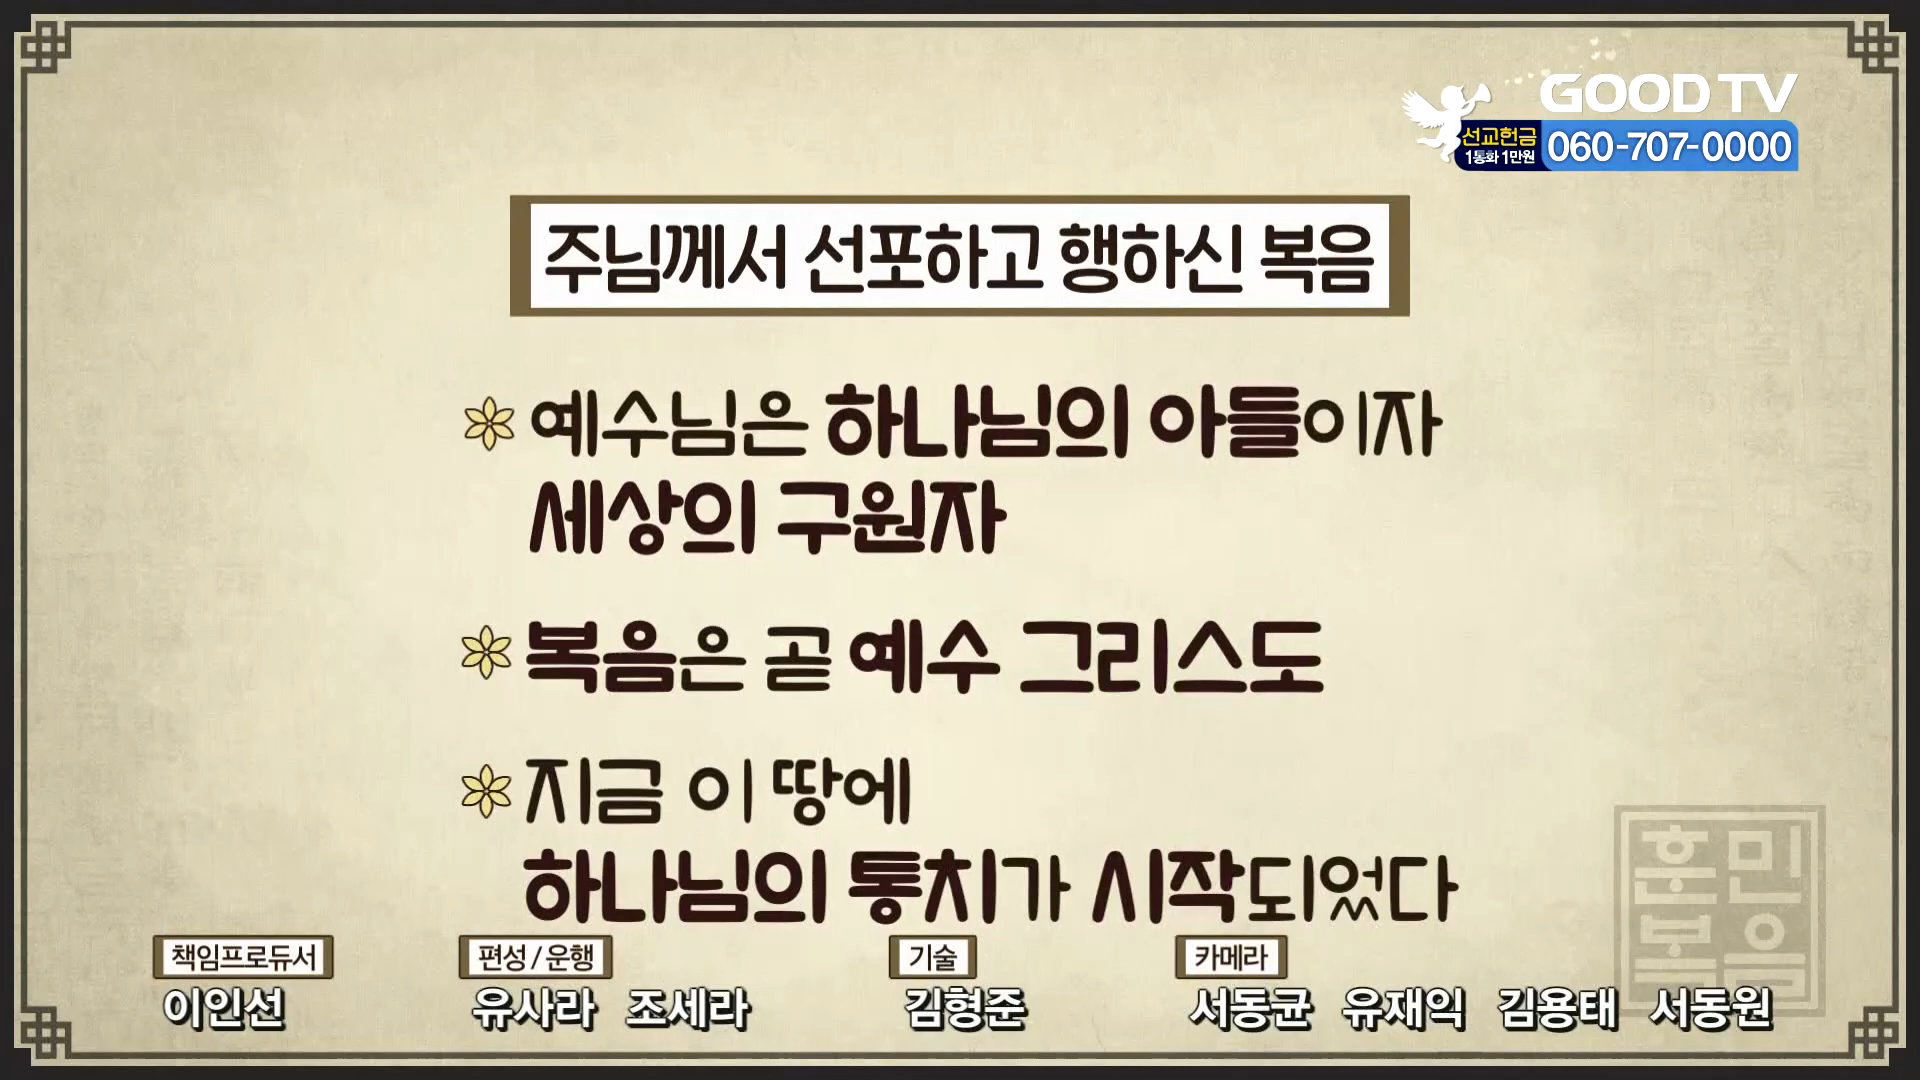 GOOD TV
선교헌금
1통화 1만원
060-707-0000
주님께서 선포하고 행하신 복음
예수님은 하나님의 아들이자
세상의 구원자
복음은 곧 예수 그리스도
지금 이 땅에
하나님의 통치가 시작되었다
훈민
복음
책임프로듀서 편성 / 운행 기술 카메라
이인선 유사라 조세라 김형준 서동균 유재익 김용태 서동원